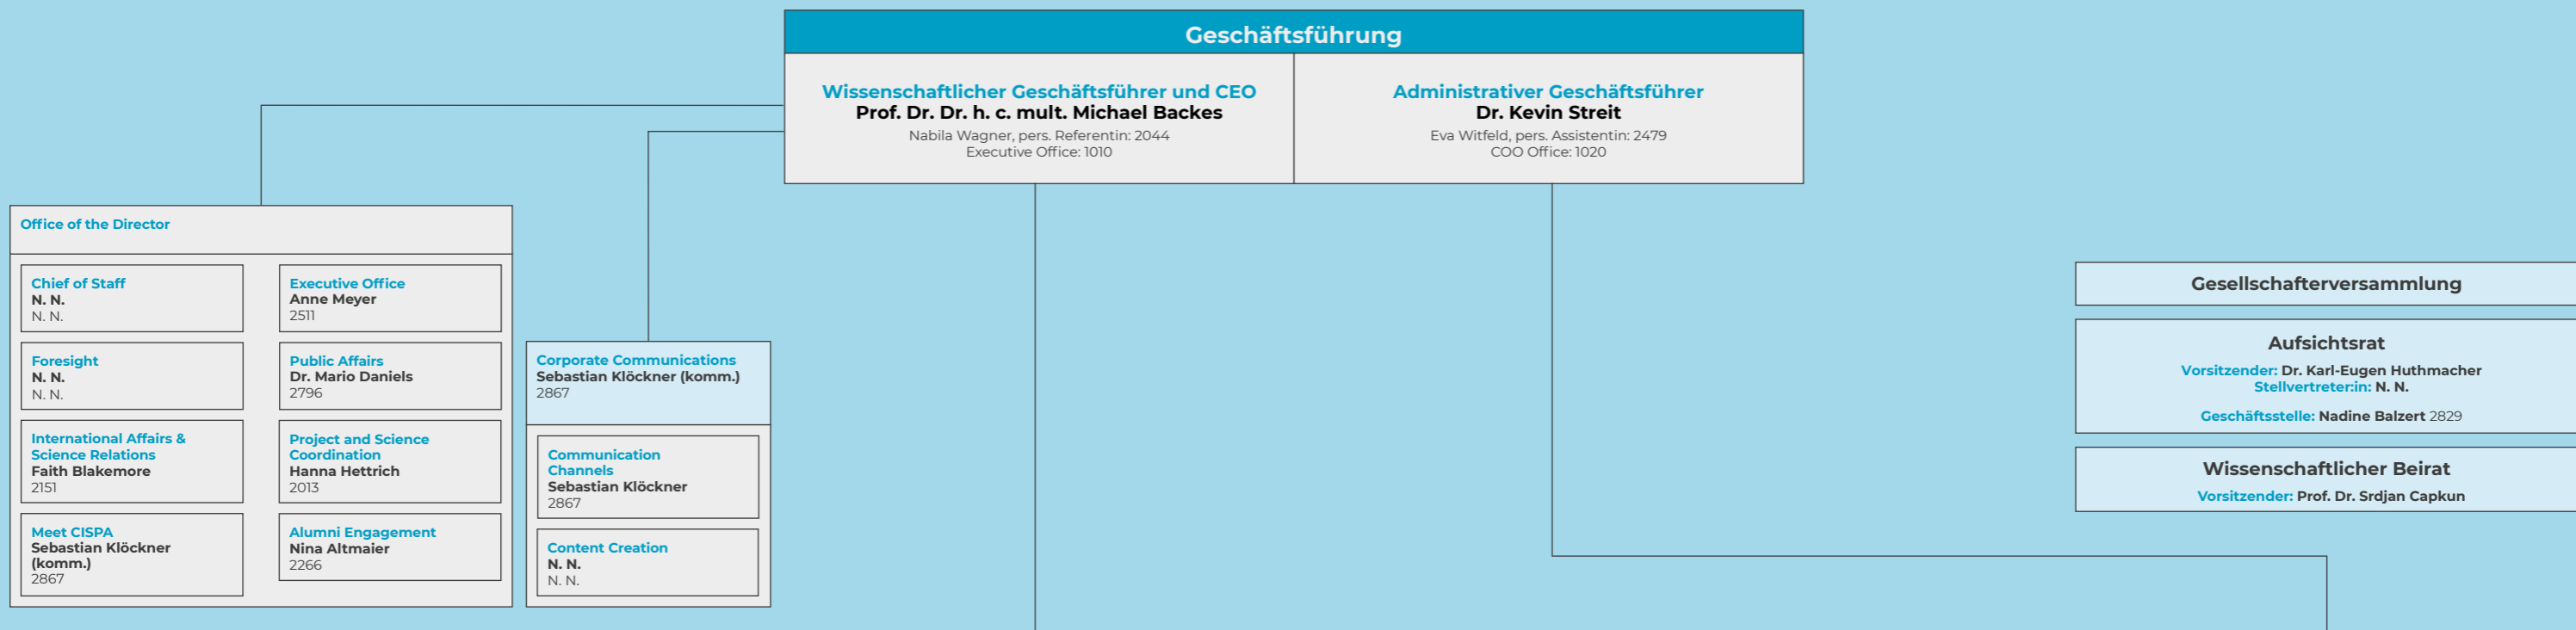 Geschäftsführung
Wissenschaftlicher Geschäftsführer und CEO
Prof. Dr. Dr. h. c. mult. Michael Backes
Nabila Wagner, pers. Referentin: 2044
Executive Office: 1010
Administrativer Geschäftsführer
Dr. Kevin Streit
Eva Witfeld, pers. Assistentin: 2479
COO Office: 1020
Office of the Director
Chief of Staff
N. N.
N. N.
Executive Office
Anne Meyer
2511
Foresight
N. N.
N. N.
Public Affairs
Dr. Mario Daniels
2796
International Affairs &
Science Relations
Faith Blakemore
2151
Project and Science
Coordination
Hanna Hettrich
2013
Meet CISPA
Sebastian Klöckner
(komm.)
2867
Alumni Engagement
Nina Altmaier
2266
Corporate Communications
Sebastian Klöckner (komm.)
2867
Communication
Channels
Sebastian Klöckner
2867
Content Creation
N. N.
N. N.
Gesellschafterversammlung
Aufsichtsrat
Vorsitzender: Dr. Karl-Eugen Huthmacher
Stellvertreter:in: N. N.
Geschäftsstelle: Nadine Balzert 2829
Wissenschaftlicher Beirat
Vorsitzender: Prof. Dr. Srdjan Capkun